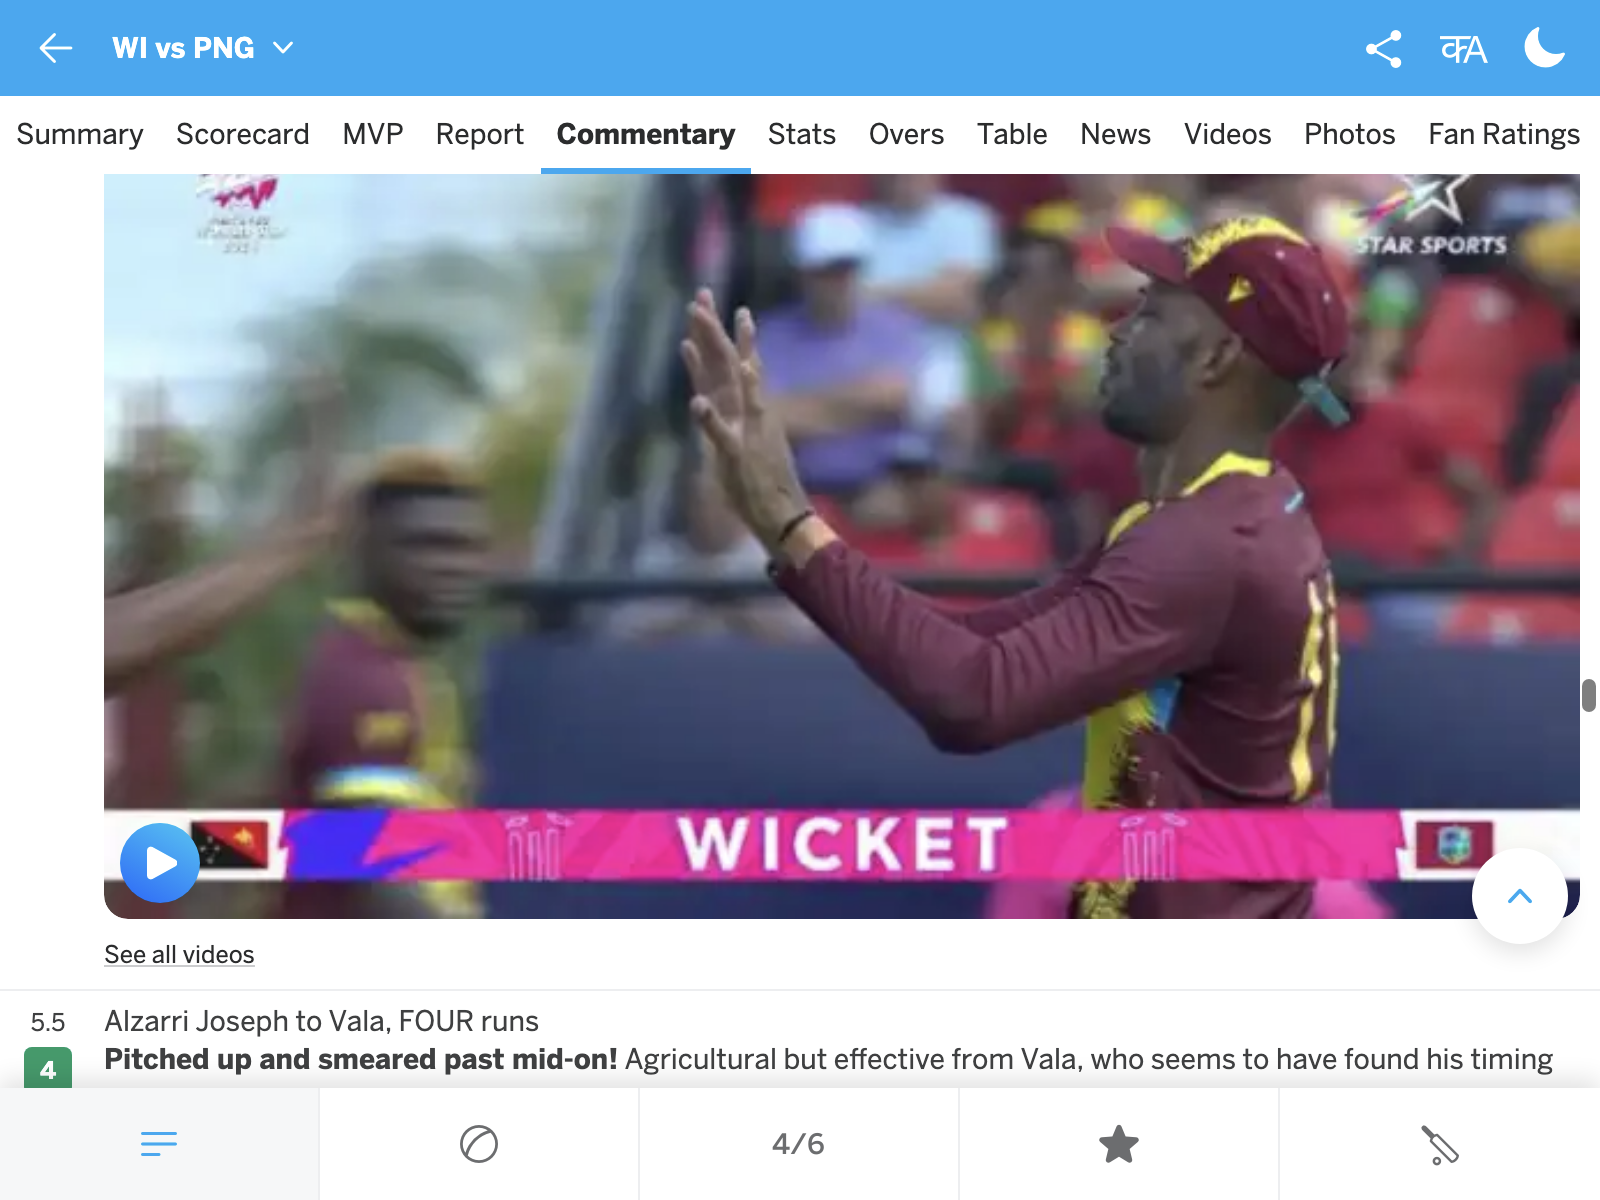 WI vs PNG
Summary Scorecard MVP Report Commentary Stats Overs Table News Videos Photos Fan Ratings
STAR SPORTS
WICKET
See all videos
5.5 Alzarri Joseph to Vala, FOUR runs
4 Pitched up and smeared past mid-on! Agricultural but effective from Vala, who seems to have found his timing
4/6